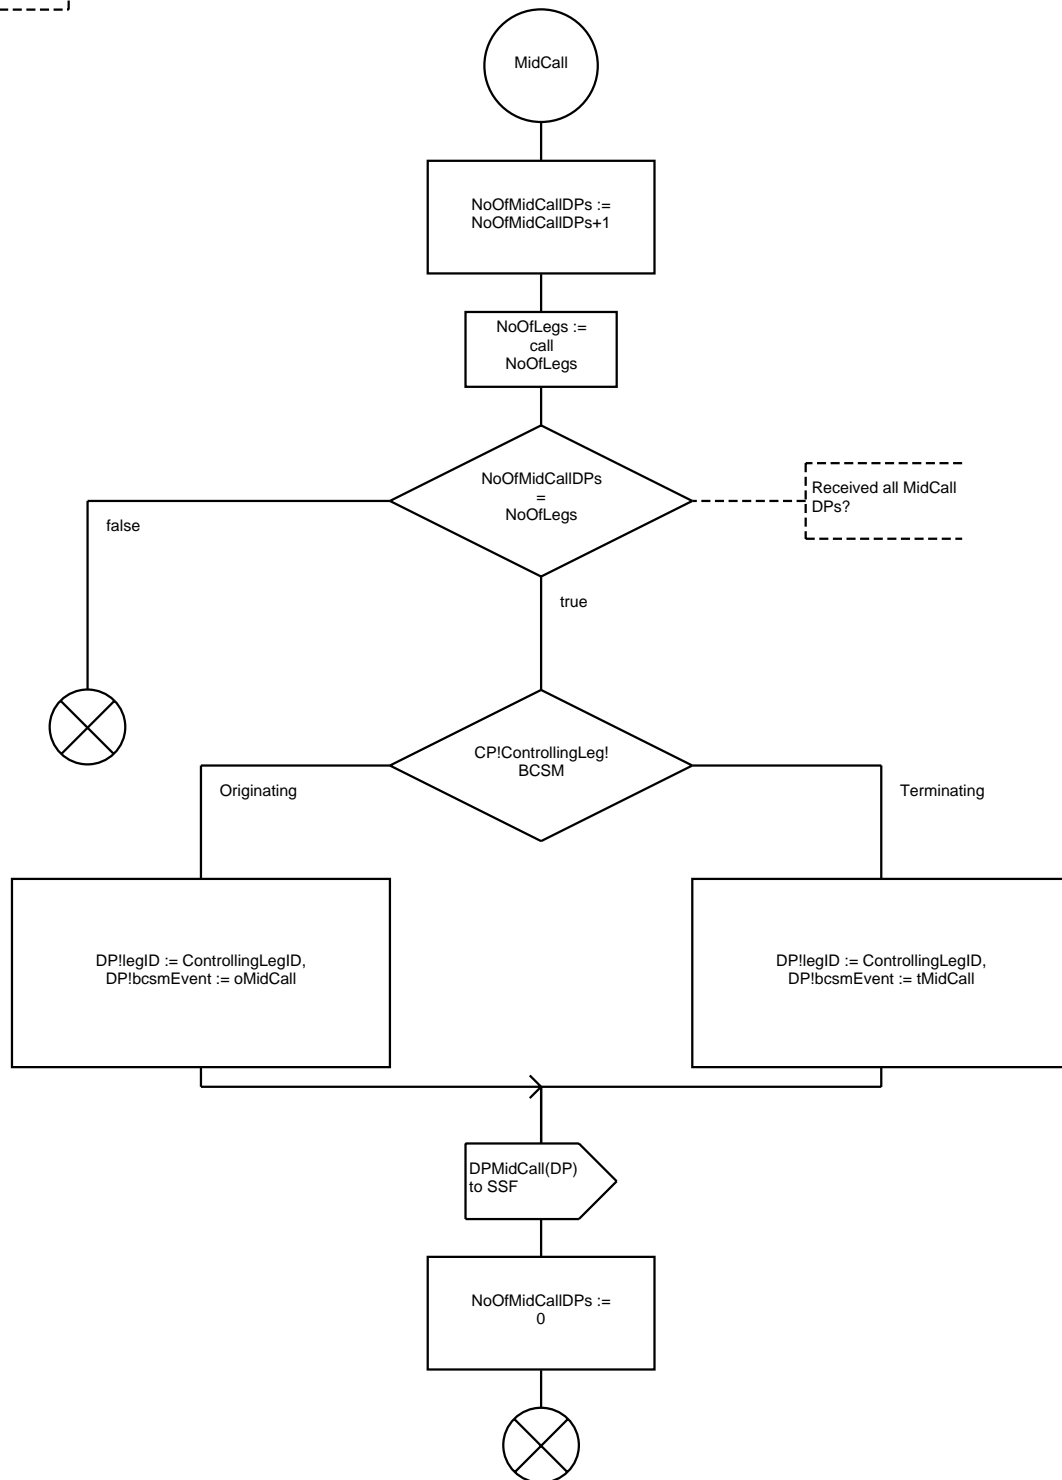 MidCall
NoOfMidCallDPs :=
NoOfMidCallDPs+1
NoOfLegs :=
call
NoOfLegs
NoOfMidCallDPs
=
NoOfLegs
Received all MidCall
DPs?
false
true
CP!ControllingLeg!
BCSM
Originating
Terminating
DP!legID := ControllingLegID,
DP!bcsmEvent := oMidCall
DP!legID := ControllingLegID,
DP!bcsmEvent := tMidCall
DPMidCall(DP)
to SSF
NoOfMidCallDPs :=
0